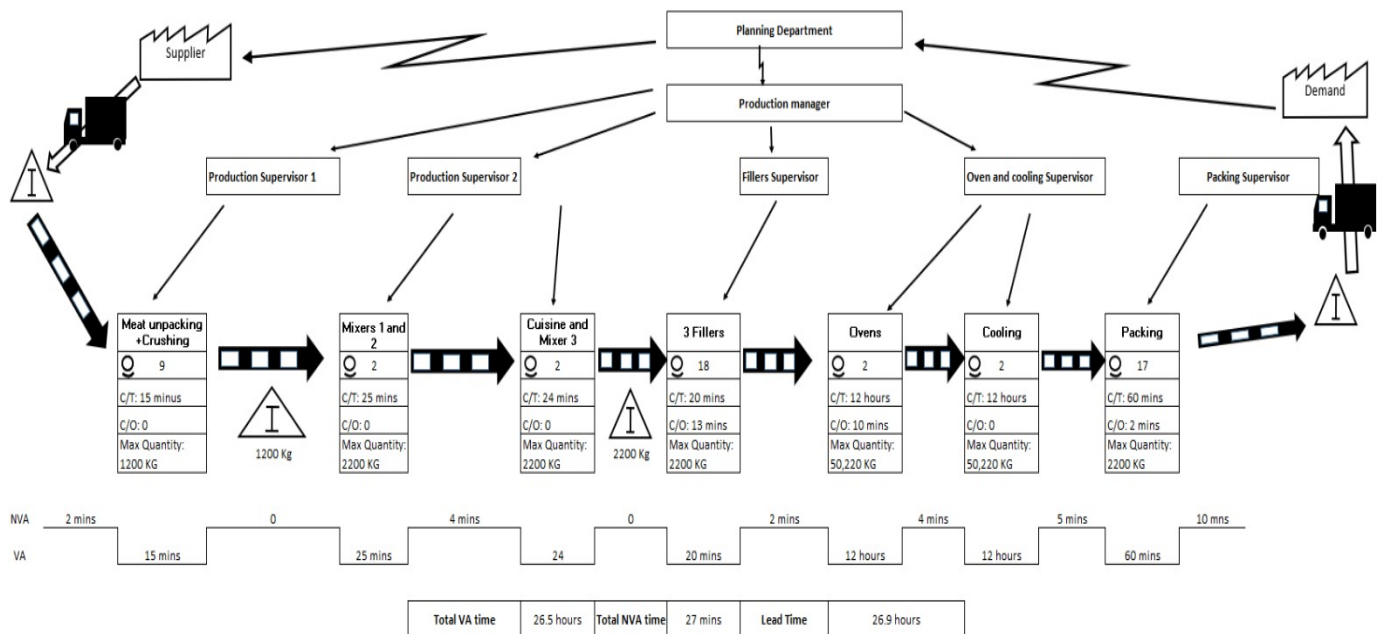 Planning Department
Supplier
Production manager
Demand
Production Supervisor 1
Production Supervisor 2
Fillers Supervisor
Oven and cooling Supervisor
Packing Supervisor
I
I
Meat unpacking
+Crushing
9
C/T: 15 minus
C/O: 0
Max Quantity:
1200 KG
I
1200 Kg
Mixers 1 and
2
2
C/T: 25 mins
C/O: 0
Max Quantity:
2200 KG
Cuisine and
Mixer 3
2
C/T: 24 mins
C/O: 0
Max Quantity:
2200 KG
I
2200 Kg
3 Fillers
18
C/T: 20 mins
C/O: 13 mins
Max Quantity:
2200 KG
Ovens
2
C/T: 12 hours
C/O: 10 mins
Max Quantity:
50,220 KG
Cooling
2
C/T: 12 hours
C/O: 0
Max Quantity:
50,220 KG
Packing
17
C/T: 60 mins
C/O: 2 mins
Max Quantity:
2200 KG
NVA 2 mins 0 4 mins 0 2 mins 4 mins 5 mins 10 mns
VA 15 mins 25 mins 24 20 mins 12 hours 12 hours 60 mins
Total VA time 26.5 hours Total NVA time 27 mins Lead Time 26.9 hours